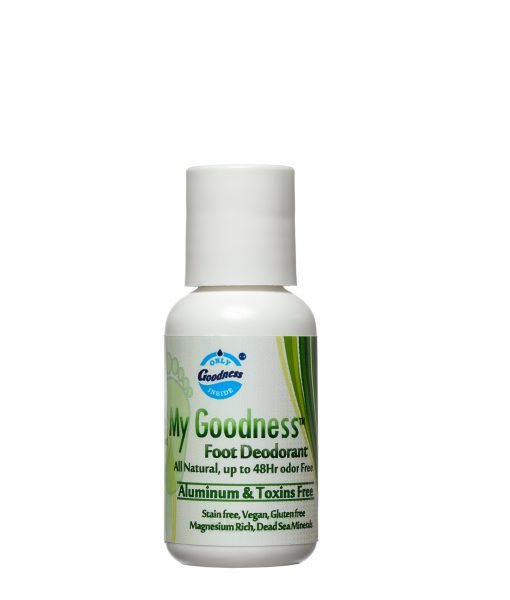 ONLY
Goodness
INSIDE
My Goodness™
Foot Deodorant
All Natural, up to 48Hr odor Free
Aluminum & Toxins Free
Stain free, Vegan, Gluten free
Magnesium Rich, Dead Sea Minerals